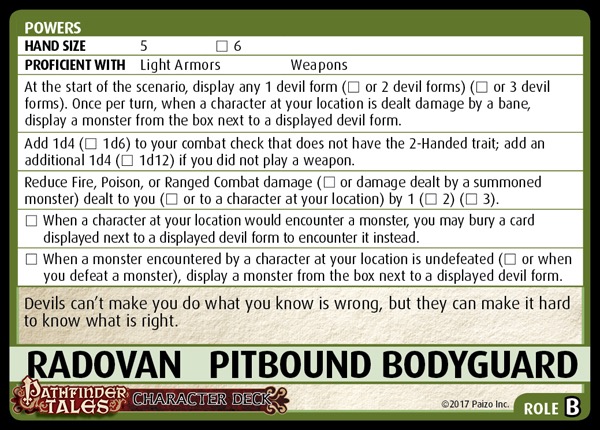 POWERS
HAND SIZE 5 □ 6
PROFICIENT WITH Light Armors Weapons
At the start of the scenario, display any 1 devil form (□ or 2 devil forms) (□ or 3 devil
forms). Once per turn, when a character at your location is dealt damage by a bane,
display a monster from the box next to a displayed devil form.
Add 1d4 (□ 1d6) to your combat check that does not have the 2-Handed trait; add an
additional 1d4 (□ 1d12) if you did not play a weapon.
Reduce Fire, Poison, or Ranged Combat damage (□ or damage dealt by a summoned
monster) dealt to you (□ or to a character at your location) by 1 (□ 2) (□ 3).
□ When a character at your location would encounter a monster, you may bury a card
displayed next to a displayed devil form to encounter it instead.
□ When a monster encountered by a character at your location is undefeated (□ or when
you defeat a monster), display a monster from the box next to a displayed devil form.
Devils can't make you do what you know is wrong, but they can make it hard
to know what is right.
RADOVAN PITBOUND BODYGUARD
PATHFINDER
TALES
CHARACTER DECK
©2017 Paizo Inc.
ROLE B